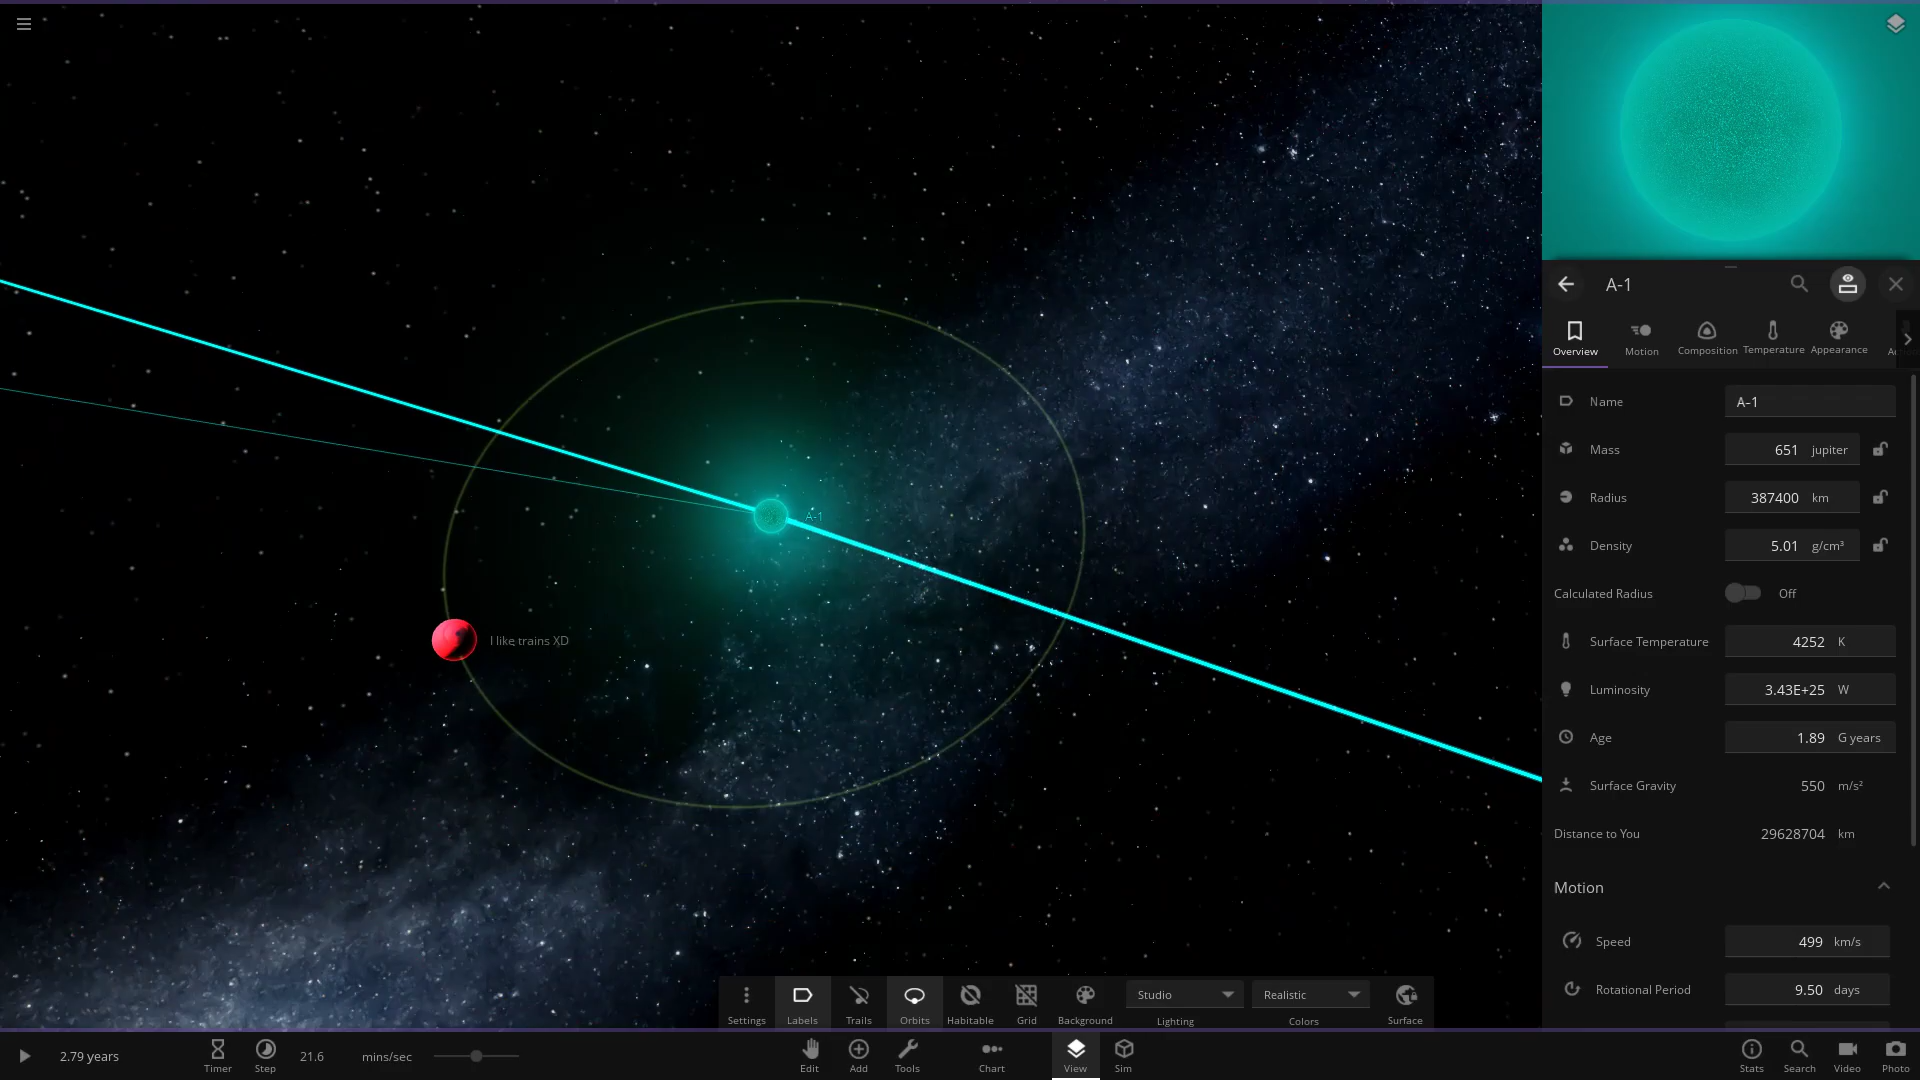 A-1
I like trains XD
A-1
Overview
Motion
Composition
Temperature
Appearance
Name A-1
Mass 651 jupiter
Radius 387400 km
Density 5.01 g/cm³
Calculated Radius Off
Surface Temperature 4252 K
Luminosity 3.43E+25 W
Age 1.89 G years
Surface Gravity 550 m/s²
Distance to You 29628704 km
Motion
Speed 499 km/s
Rotational Period 9.50 days
Settings
Labels
Trails
Orbits
Habitable
Grid
Background
Studio
Lighting
Realistic
Colors
Surface
2.79 years
Timer
Step
21.6 mins/sec
Edit
Add
Tools
Chart
View
Sim
Stats
Search
Video
Photo